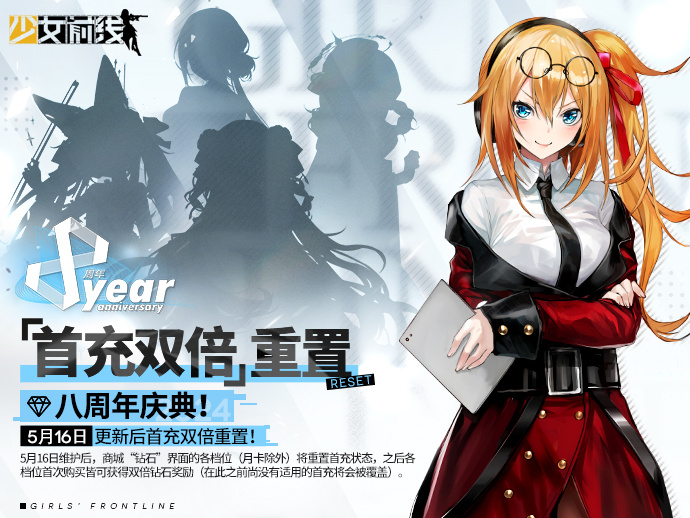 少女前线
GIRL
周年
8year
anniversary
「首充双倍」重置
RESET
八周年庆典！
5月16日 更新后首充双倍重置！
5月16日维护后，商城“钻石”界面的各档位（月卡除外）将重置首充状态，之后各
档位首次购买皆可获得双倍钻石奖励（在此之前尚没有适用的首充将会被覆盖）。
GIRLS' FRONTLINE